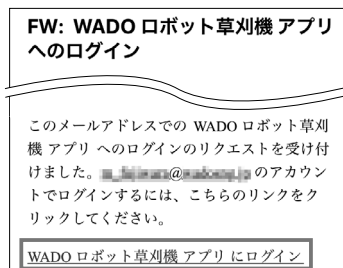 FW: WADO ロボット草刈機 アプリ
へのログイン
このメールアドレスでの WADO ロボット草刈
機 アプリ へのログインのリクエストを受け付
けました。 @ のアカウン
トでログインするには、こちらのリンクをク
リックしてください。
WADO ロボット草刈機 アプリ にログイン